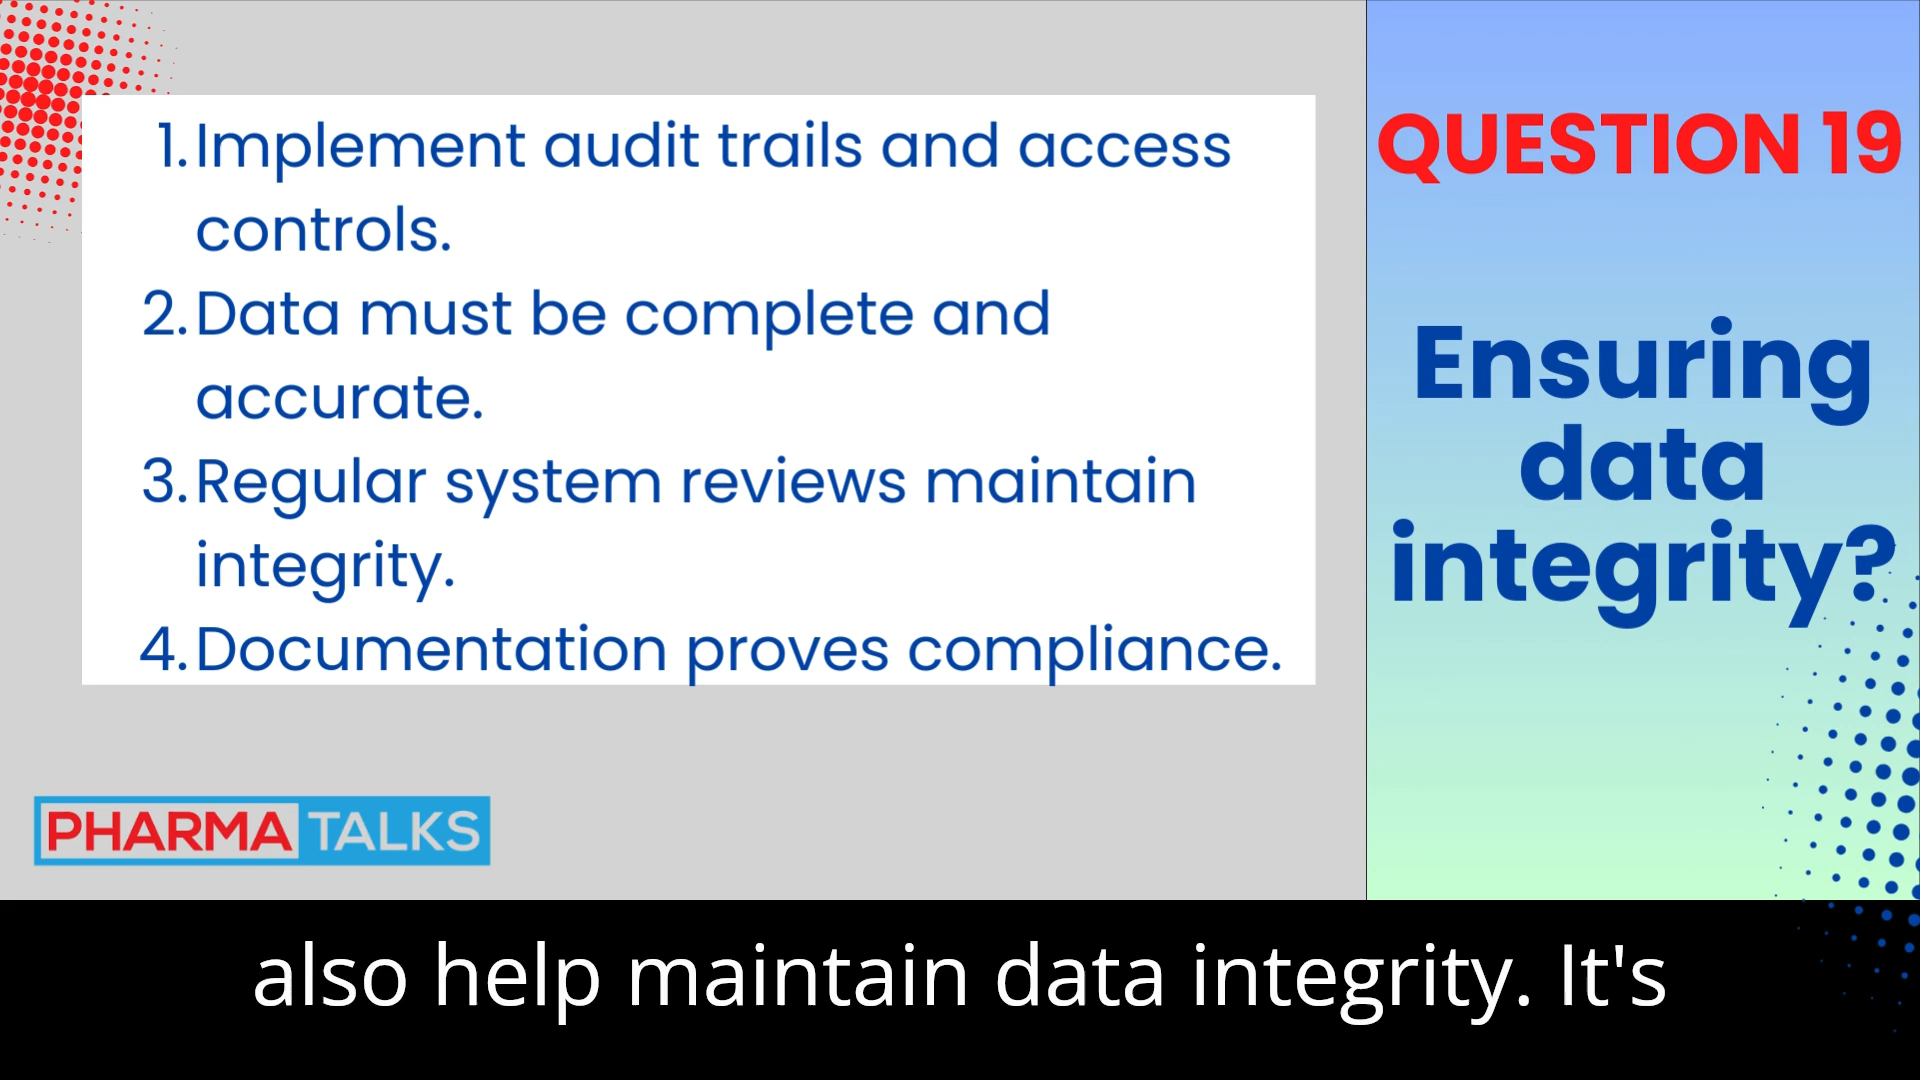 1. Implement audit trails and access
controls.
2. Data must be complete and
accurate.
3. Regular system reviews maintain
integrity.
4. Documentation proves compliance.
QUESTION 19
Ensuring
data
integrity?
PHARMA TALKS
also help maintain data integrity. It's